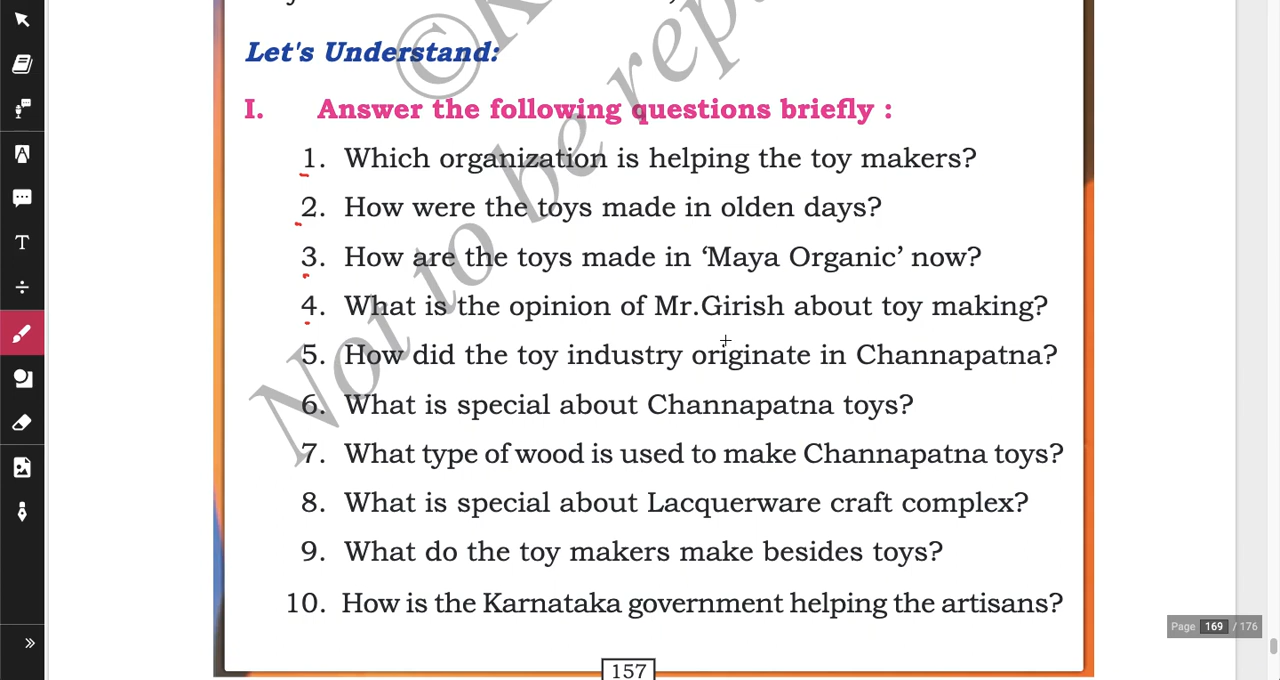 Let's Understand:
I. Answer the following questions briefly :
1. Which organization is helping the toy makers?
2. How were the toys made in olden days?
3. How are the toys made in ‘Maya Organic’ now?
4. What is the opinion of Mr.Girish about toy making?
5. How did the toy industry originate in Channapatna?
6. What is special about Channapatna toys?
7. What type of wood is used to make Channapatna toys?
8. What is special about Lacquerware craft complex?
9. What do the toy makers make besides toys?
10. How is the Karnataka government helping the artisans?
157
Page 169 / 176
©K
Not to be rep